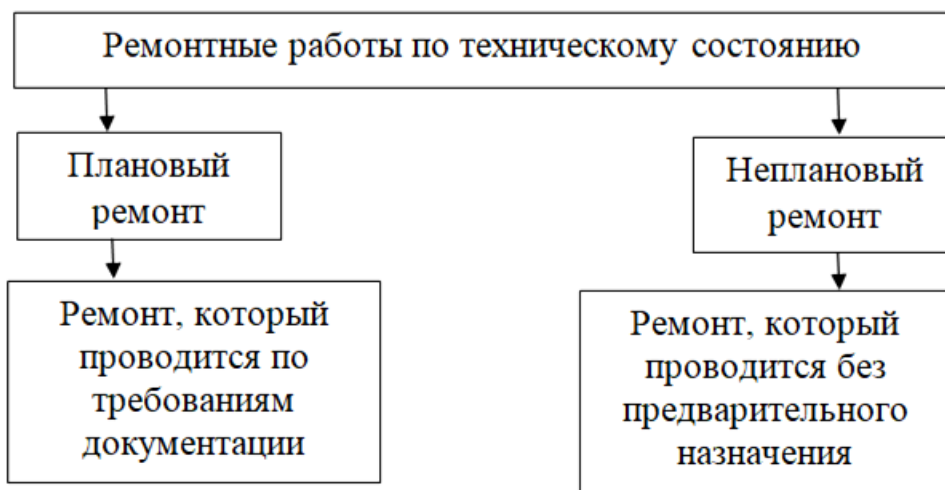 Ремонтные работы по техническому состоянию
Плановый
ремонт
Неплановый
ремонт
Ремонт, который
проводится по
требованиям
документации
Ремонт, который
проводится без
предварительного
назначения